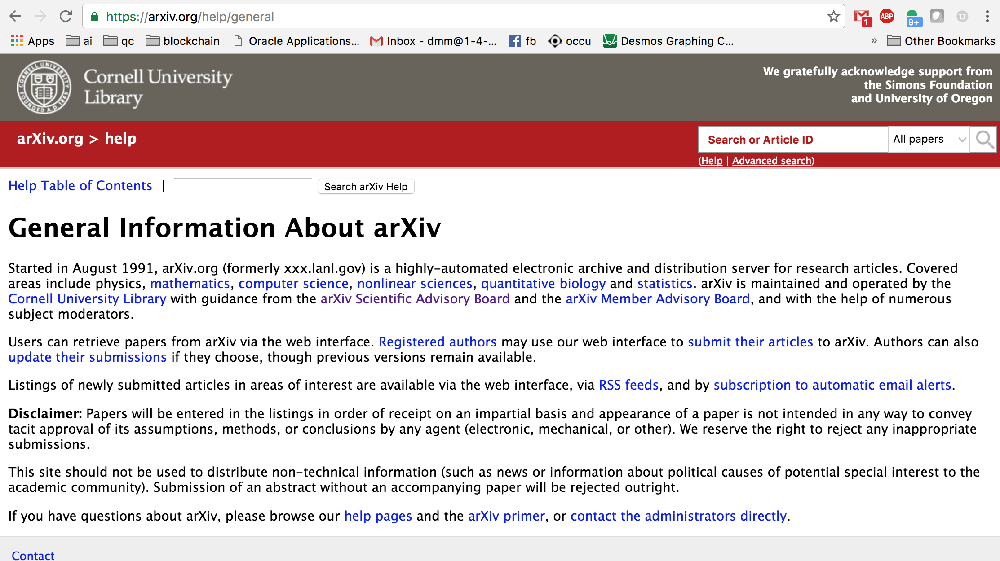 https://arxiv.org/help/general
1
ABP
9+
Apps
ai
qc
blockchain
Oracle Applications...
Inbox - dmm@1-4-...
fb
occu
Desmos Graphing C...
»
Other Bookmarks
CORNELL UNIVERSITY
FOUNDED A.D. 1865
Cornell University
Library
We gratefully acknowledge support from
the Simons Foundation
and University of Oregon
arXiv.org > help
Search or Article ID
All papers
(Help | Advanced search)
Help Table of Contents |
Search arXiv Help
General Information About arXiv
Started in August 1991, arXiv.org (formerly xxx.lanl.gov) is a highly-automated electronic archive and distribution server for research articles. Covered
areas include physics, mathematics, computer science, nonlinear sciences, quantitative biology and statistics. arXiv is maintained and operated by the
Cornell University Library with guidance from the arXiv Scientific Advisory Board and the arXiv Member Advisory Board, and with the help of numerous
subject moderators.
Users can retrieve papers from arXiv via the web interface. Registered authors may use our web interface to submit their articles to arXiv. Authors can also
update their submissions if they choose, though previous versions remain available.
Listings of newly submitted articles in areas of interest are available via the web interface, via RSS feeds, and by subscription to automatic email alerts.
Disclaimer: Papers will be entered in the listings in order of receipt on an impartial basis and appearance of a paper is not intended in any way to convey
tacit approval of its assumptions, methods, or conclusions by any agent (electronic, mechanical, or other). We reserve the right to reject any inappropriate
submissions.
This site should not be used to distribute non-technical information (such as news or information about political causes of potential special interest to the
academic community). Submission of an abstract without an accompanying paper will be rejected outright.
If you have questions about arXiv, please browse our help pages and the arXiv primer, or contact the administrators directly.
Contact